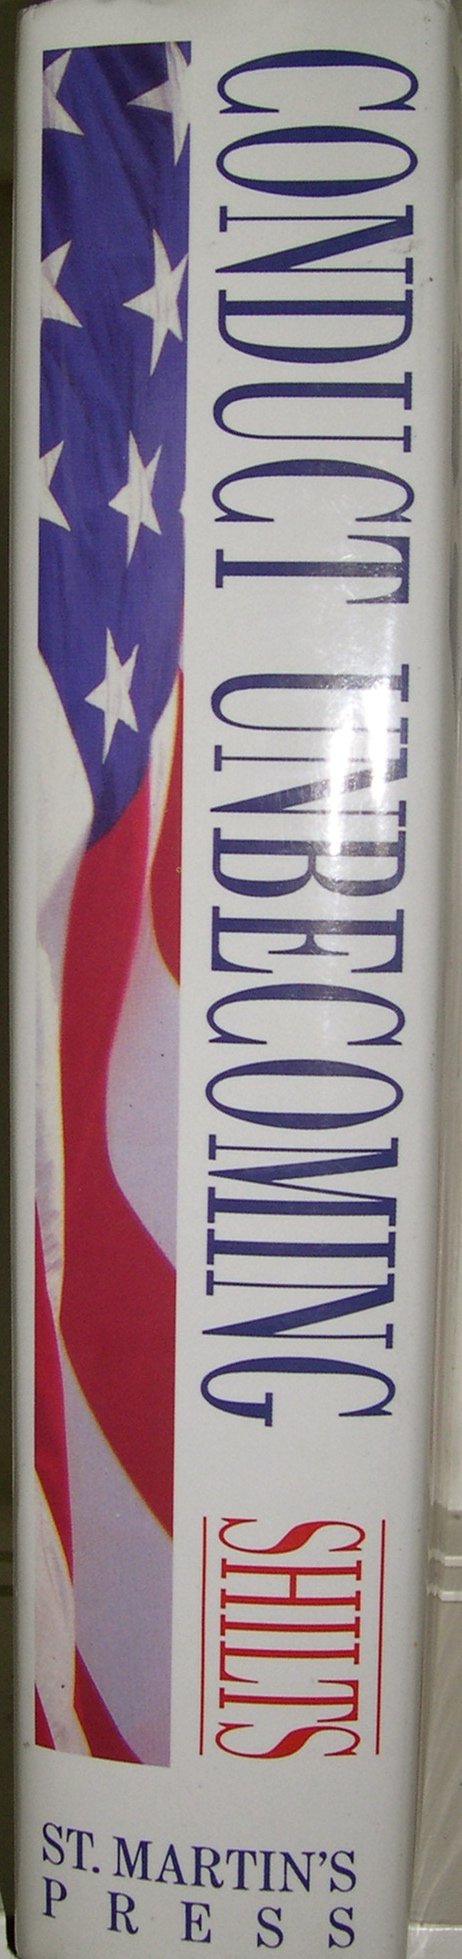 CONDUCT UNBECOMING
SHILTS
ST. MARTIN'S
PRESS